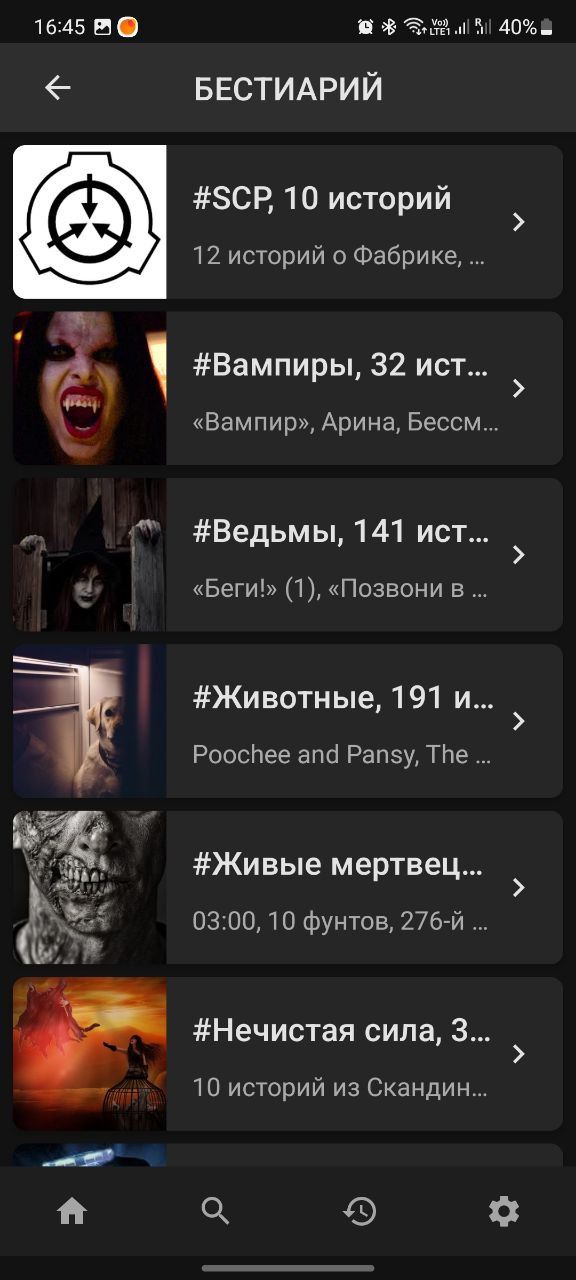 16:45 Vo)) LTE1 R 40%
БЕСТИАРИЙ
#SCP, 10 историй
12 историй о Фабрике, ...
#Вампиры, 32 ист...
«Вампир», Арина, Бессм...
#Ведьмы, 141 ист...
«Беги!» (1), «Позвони в ...
#Животные, 191 и...
Poochee and Pansy, The ...
#Живые мертвец...
03:00, 10 фунтов, 276-й ...
#Нечистая сила, 3...
10 историй из Скандин...